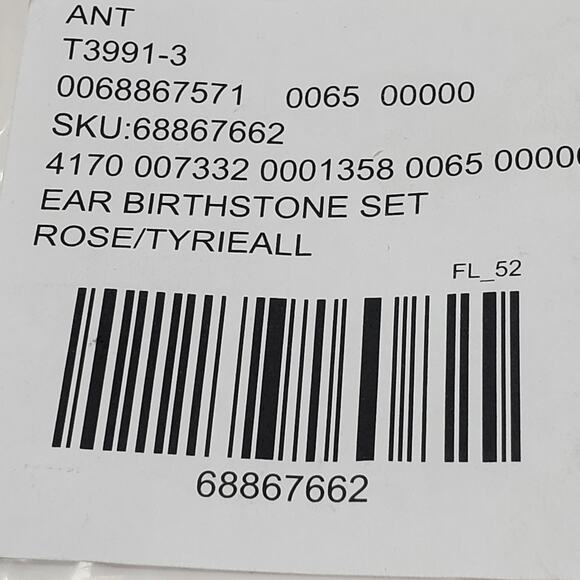 ANT
T3991-3
0068867571 0065 00000
SKU:68867662
4170 007332 0001358 0065 00000
EAR BIRTHSTONE SET
ROSE/TYRIEALL
FL_52
68867662